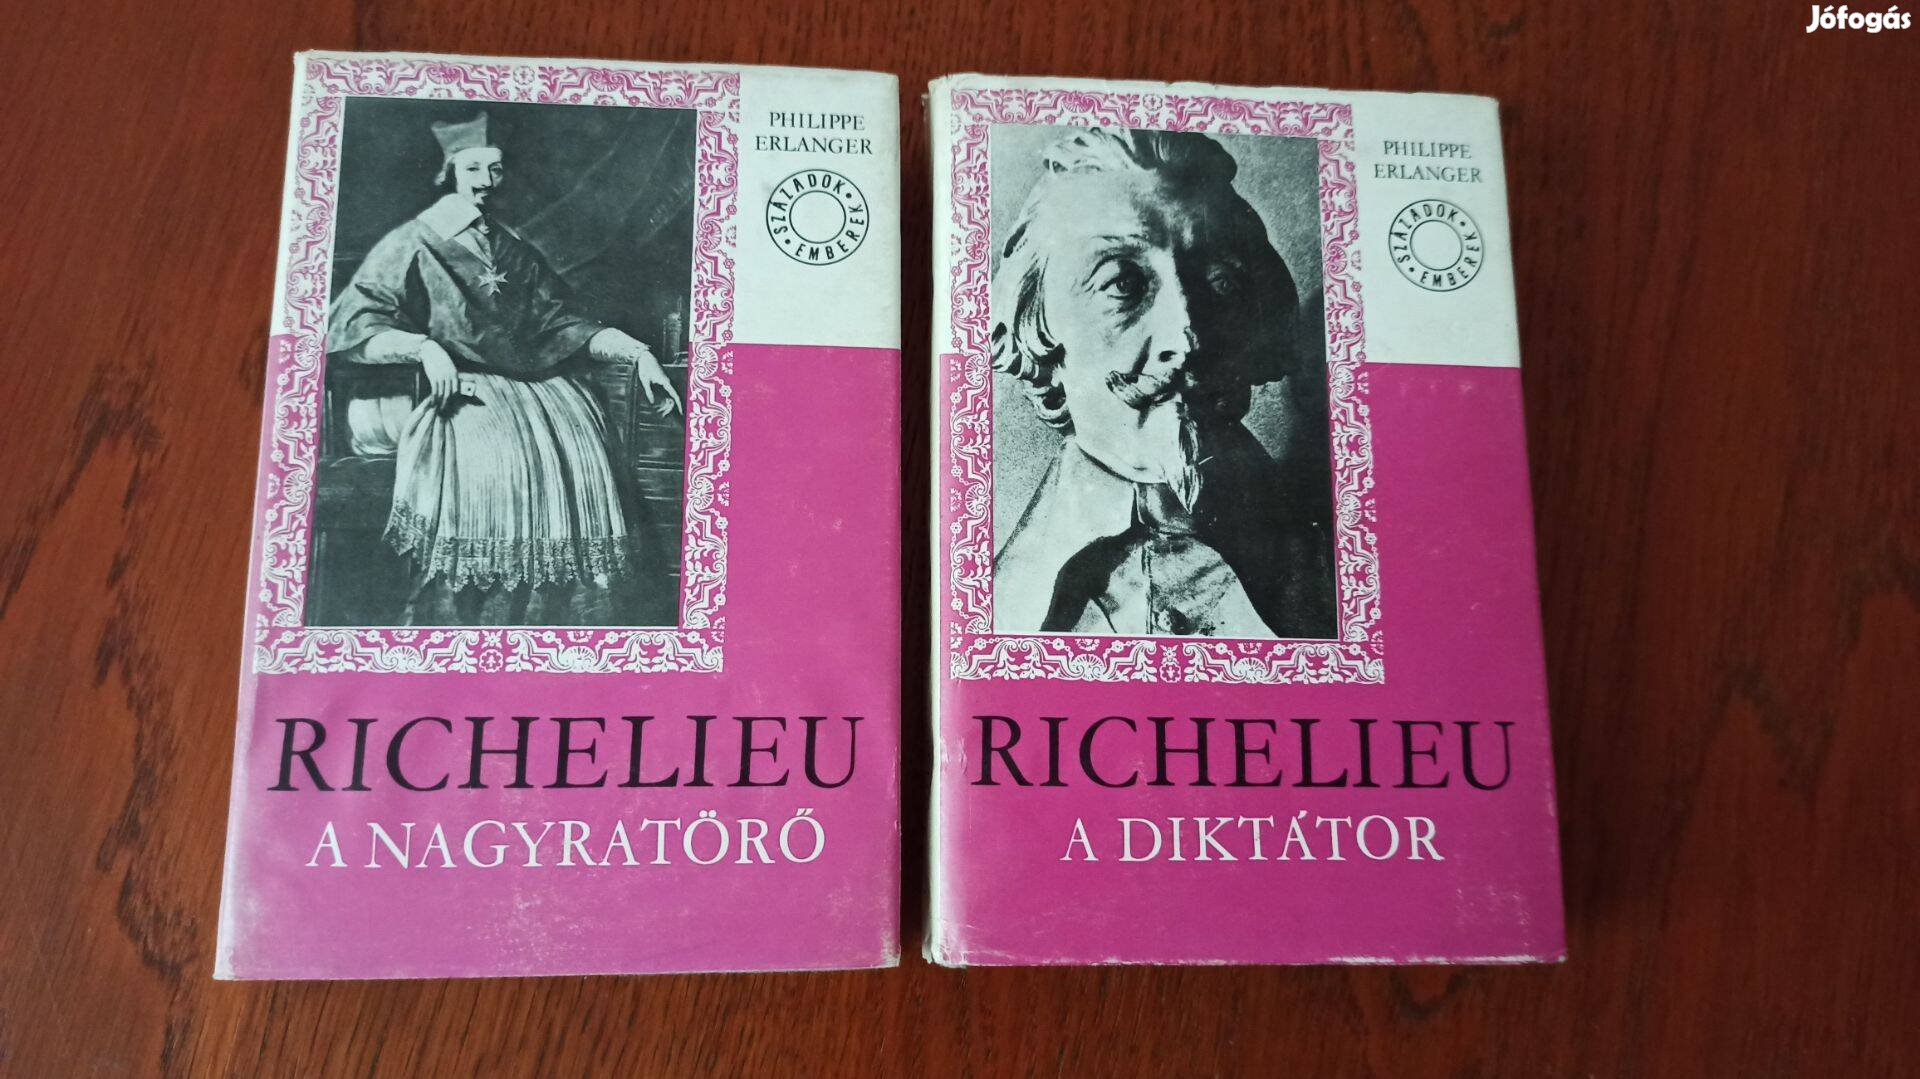 Jófogás
PHILIPPE
ERLANGER
SZÁZADOK • EMBEREK •
RICHELIEU
A NAGYRATÖRŐ
PHILIPPE
ERLANGER
SZÁZADOK • EMBEREK •
RICHELIEU
A DIKTÁTOR